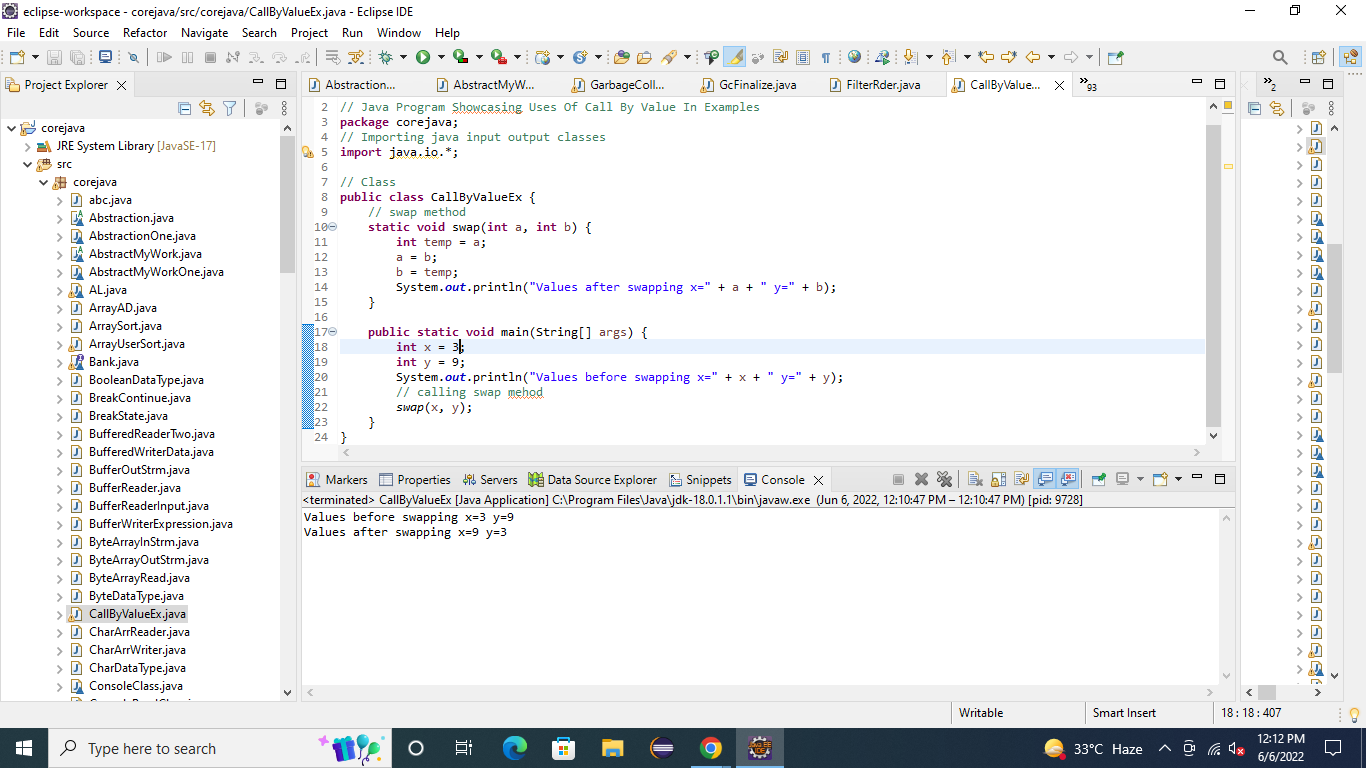 eclipse-workspace - corejava/src/corejava/CallByValueEx.java - Eclipse IDE
File Edit Source Refactor Navigate Search Project Run Window Help
Project Explorer
corejava
JRE System Library [JavaSE-17]
src
corejava
abc.java
Abstraction.java
AbstractionOne.java
AbstractMyWork.java
AbstractMyWorkOne.java
AL.java
ArrayAD.java
ArraySort.java
ArrayUserSort.java
Bank.java
BooleanDataType.java
BreakContinue.java
BreakState.java
BufferedReaderTwo.java
BufferedWriterData.java
BufferOutStrm.java
BufferReader.java
BufferReaderInput.java
BufferWriterExpression.java
ByteArrayInStrm.java
ByteArrayOutStrm.java
ByteArrayRead.java
ByteDataType.java
CallByValueEx.java
CharArrReader.java
CharArrWriter.java
CharDataType.java
ConsoleClass.java
Abstraction... AbstractMyW... GarbageColl... GcFinalize.java FilterRder.java CallByValue... »93
2 // Java Program Showcasing Uses Of Call By Value In Examples
3 package corejava;
4 // Importing java input output classes
5 import java.io.*;
6
7 // Class
8 public class CallByValueEx {
9 // swap method
10 static void swap(int a, int b) {
11 int temp = a;
12 a = b;
13 b = temp;
14 System.out.println("Values after swapping x=" + a + " y=" + b);
15 }
16
17 public static void main(String[] args) {
18 int x = 3;
19 int y = 9;
20 System.out.println("Values before swapping x=" + x + " y=" + y);
21 // calling swap mehod
22 swap(x, y);
23 }
24 }
»2
Markers Properties Servers Data Source Explorer Snippets Console
<terminated> CallByValueEx [Java Application] C:\Program Files\Java\jdk-18.0.1.1\bin\javaw.exe (Jun 6, 2022, 12:10:47 PM – 12:10:47 PM) [pid: 9728]
Values before swapping x=3 y=9
Values after swapping x=9 y=3
Writable Smart Insert 18 : 18 : 407
Type here to search
33°C Haze
12:12 PM
6/6/2022